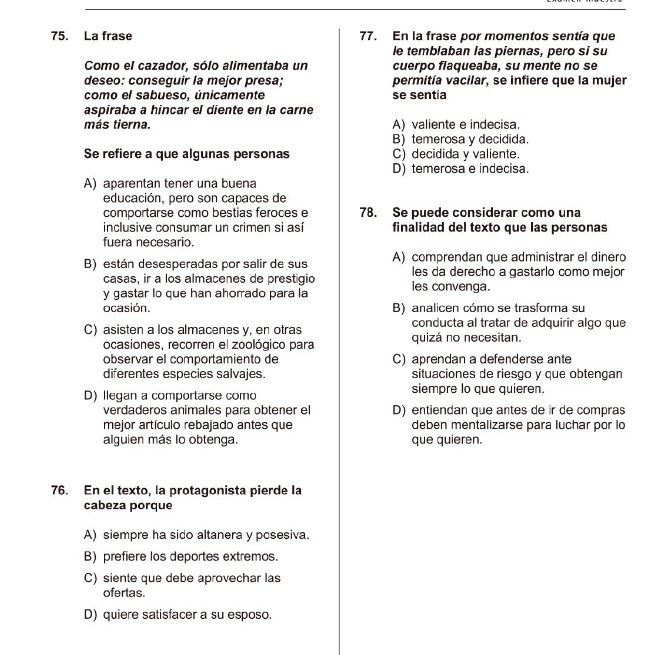 75. La frase
Como el cazador, sólo alimentaba un
deseo: conseguir la mejor presa;
como el sabueso, únicamente
aspiraba a hincar el diente en la carne
más tierna.
Se refiere a que algunas personas
A) aparentan tener una buena
educación, pero son capaces de
comportarse como bestias feroces e
inclusive consumar un crimen si así
fuera necesario.
B) están desesperadas por salir de sus
casas, ir a los almacenes de prestigio
y gastar lo que han ahorrado para la
ocasión.
C) asisten a los almacenes y, en otras
ocasiones, recorren el zoológico para
observar el comportamiento de
diferentes especies salvajes.
D) llegan a comportarse como
verdaderos animales para obtener el
mejor artículo rebajado antes que
alguien más lo obtenga.
76. En el texto, la protagonista pierde la
cabeza porque
A) siempre ha sido altanera y posesiva.
B) prefiere los deportes extremos.
C) siente que debe aprovechar las
ofertas.
D) quiere satisfacer a su esposo.
77. En la frase por momentos sentía que
le temblaban las piernas, pero si su
cuerpo flaqueaba, su mente no se
permitía vacilar, se infiere que la mujer
se sentía
A) valiente e indecisa.
B) temerosa y decidida.
C) decidida y valiente.
D) temerosa e indecisa.
78. Se puede considerar como una
finalidad del texto que las personas
A) comprendan que administrar el dinero
les da derecho a gastarlo como mejor
les convenga.
B) analicen cómo se trasforma su
conducta al tratar de adquirir algo que
quizá no necesitan.
C) aprendan a defenderse ante
situaciones de riesgo y que obtengan
siempre lo que quieren.
D) entiendan que antes de ir de compras
deben mentalizarse para luchar por lo
que quieren.